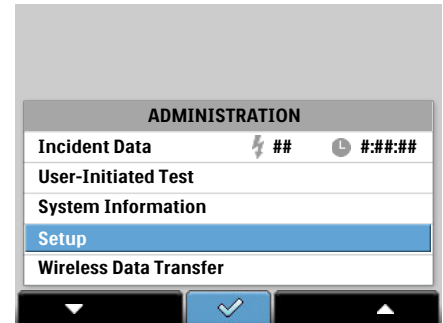 ADMINISTRATION
Incident Data ## #:##:##
User-Initiated Test
System Information
Setup
Wireless Data Transfer